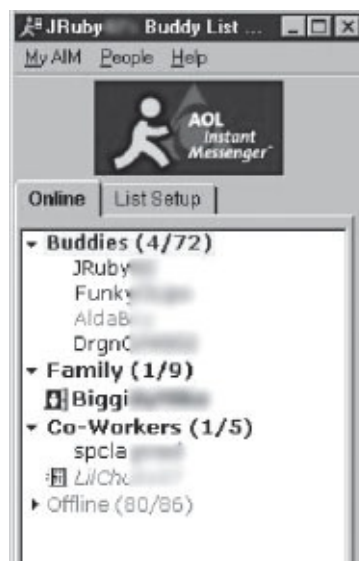 JRuby Buddy List ...
My AIM People Help
AOL
Instant
Messenger
Online List Setup
Buddies (4/72)
JRuby
Funky
AldaB
DrgnC
Family (1/9)
Biggi
Co-Workers (1/5)
spcla
LilCh
Offline (80/86)